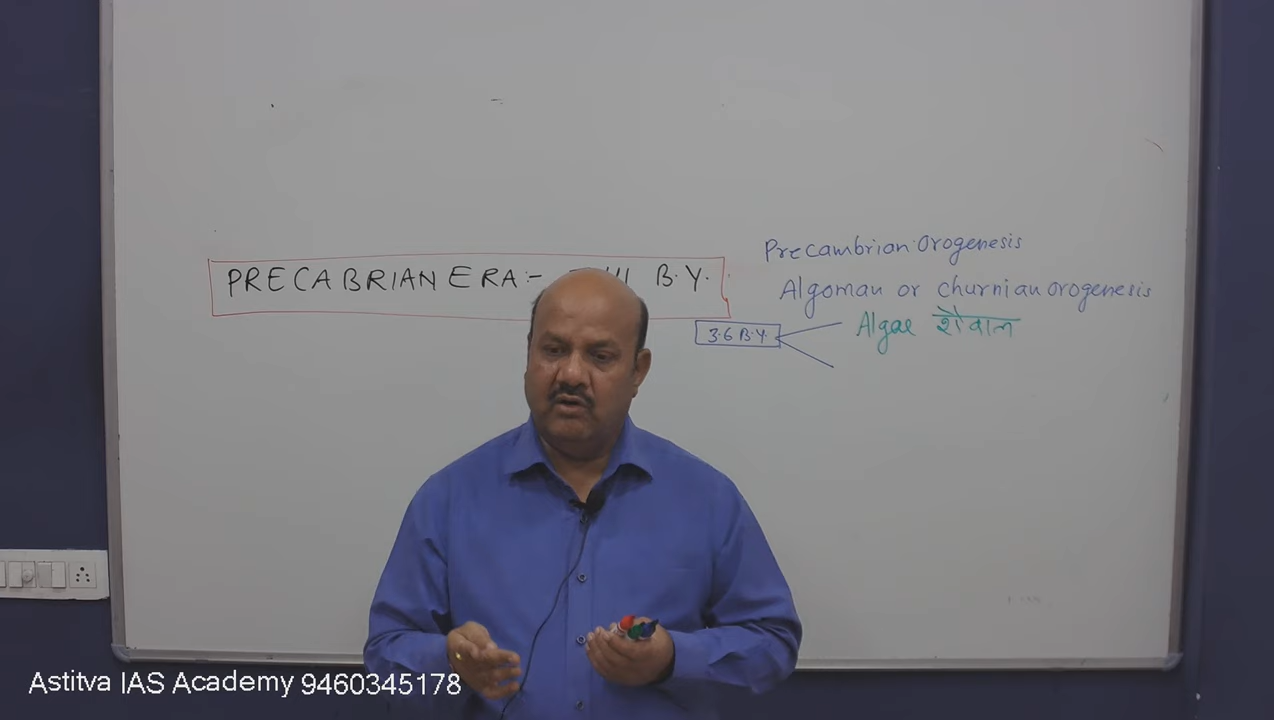 Precambrian Orogenesis
PRECABRIAN ERA:- B.Y.
Algoman or churnian orogenesis
3.6 B.Y. Algae शैवाल
Astitva IAS Academy 9460345178